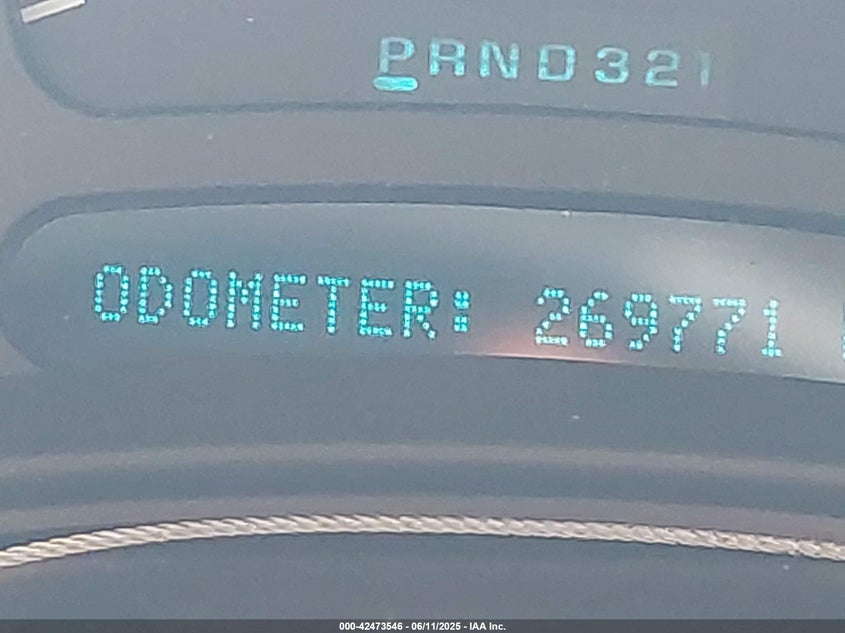 PRND321
ODOMETER: 269771
000-42473546 - 06/11/2025 - IAA Inc.